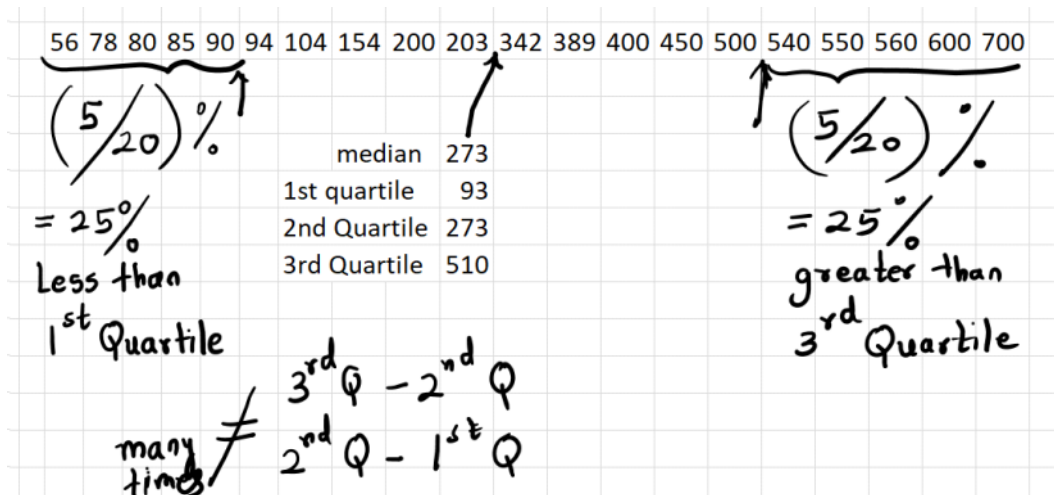 56 78 80 85 90 94 104 154 200 203 342 389 400 450 500 540 550 560 600 700
(5/20)%
= 25%
Less than
1st Quartile
median 273
1st quartile 93
2nd Quartile 273
3rd Quartile 510
(5/20)%
= 25%
greater than
3rd Quartile
many times ≠
3rd Q - 2nd Q
2nd Q - 1st Q